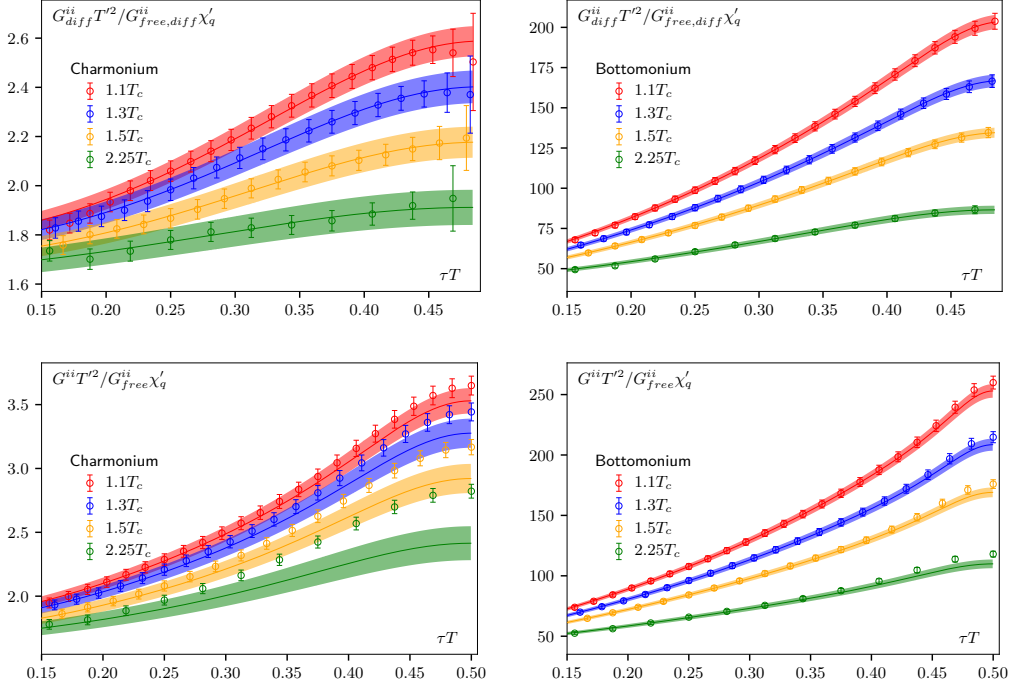 G^{ii}_{diff}T'^2/G^{ii}_{free,diff}χ'_q
Charmonium
1.1T_c
1.3T_c
1.5T_c
2.25T_c
τT
2.6
2.4
2.2
2.0
1.8
1.6
0.15 0.20 0.25 0.30 0.35 0.40 0.45
G^{ii}_{diff}T'^2/G^{ii}_{free,diff}χ'_q
Bottomonium
1.1T_c
1.3T_c
1.5T_c
2.25T_c
τT
200
175
150
125
100
75
50
0.15 0.20 0.25 0.30 0.35 0.40 0.45
G^{ii}T'^2/G^{ii}_{free}χ'_q
Charmonium
1.1T_c
1.3T_c
1.5T_c
2.25T_c
τT
3.5
3.0
2.5
2.0
0.15 0.20 0.25 0.30 0.35 0.40 0.45 0.50
G^{ii}T'^2/G^{ii}_{free}χ'_q
Bottomonium
1.1T_c
1.3T_c
1.5T_c
2.25T_c
τT
250
200
150
100
50
0.15 0.20 0.25 0.30 0.35 0.40 0.45 0.50